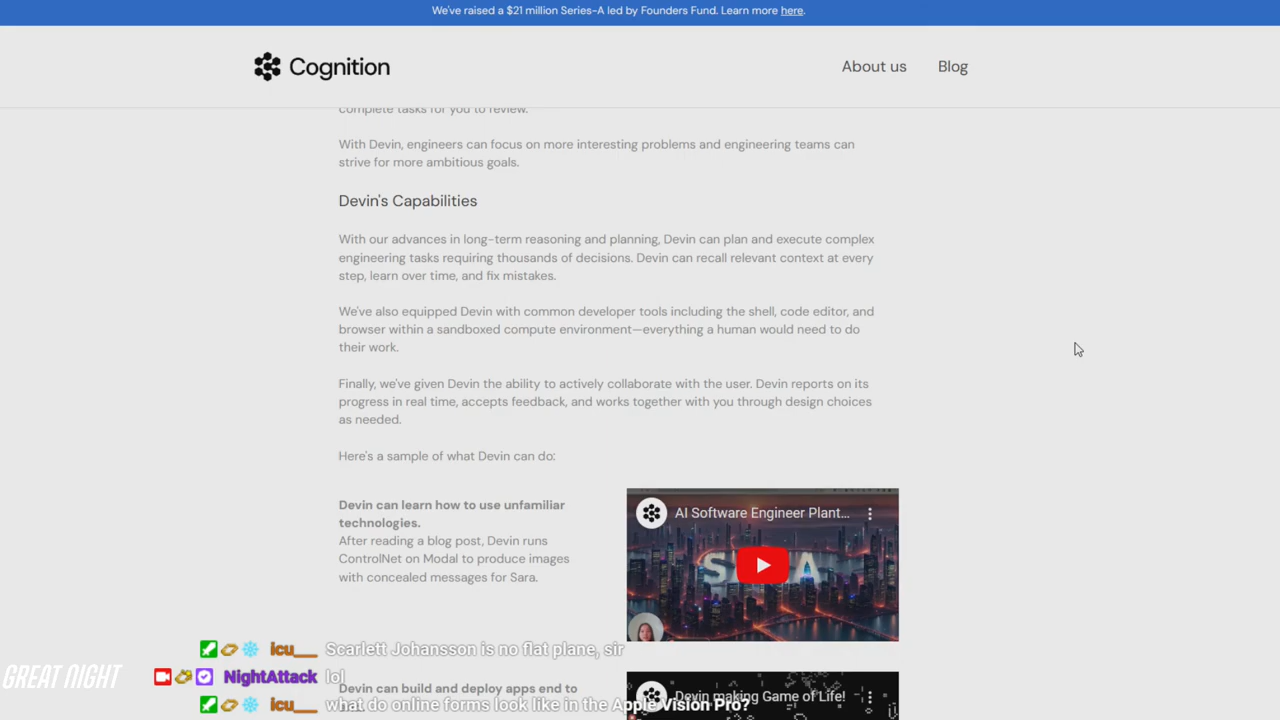 We've raised a $21 million Series-A led by Founders Fund. Learn more here.
Cognition
About us
Blog
complete tasks for you to review.
With Devin, engineers can focus on more interesting problems and engineering teams can
strive for more ambitious goals.
Devin's Capabilities
With our advances in long-term reasoning and planning, Devin can plan and execute complex
engineering tasks requiring thousands of decisions. Devin can recall relevant context at every
step, learn over time, and fix mistakes.
We've also equipped Devin with common developer tools including the shell, code editor, and
browser within a sandboxed compute environment—everything a human would need to do
their work.
Finally, we've given Devin the ability to actively collaborate with the user. Devin reports on its
progress in real time, accepts feedback, and works together with you through design choices
as needed.
Here's a sample of what Devin can do:
Devin can learn how to use unfamiliar
technologies.
After reading a blog post, Devin runs
ControlNet on Modal to produce images
with concealed messages for Sara.
AI Software Engineer Plant...
SARA
icu___ Scarlett Johansson is no flat plane, sir
GREAT NIGHT
NightAttack lol
Devin can build and deploy apps end to
Devin making Game of Life!
icu___ what do online forms look like in the Apple Vision Pro?